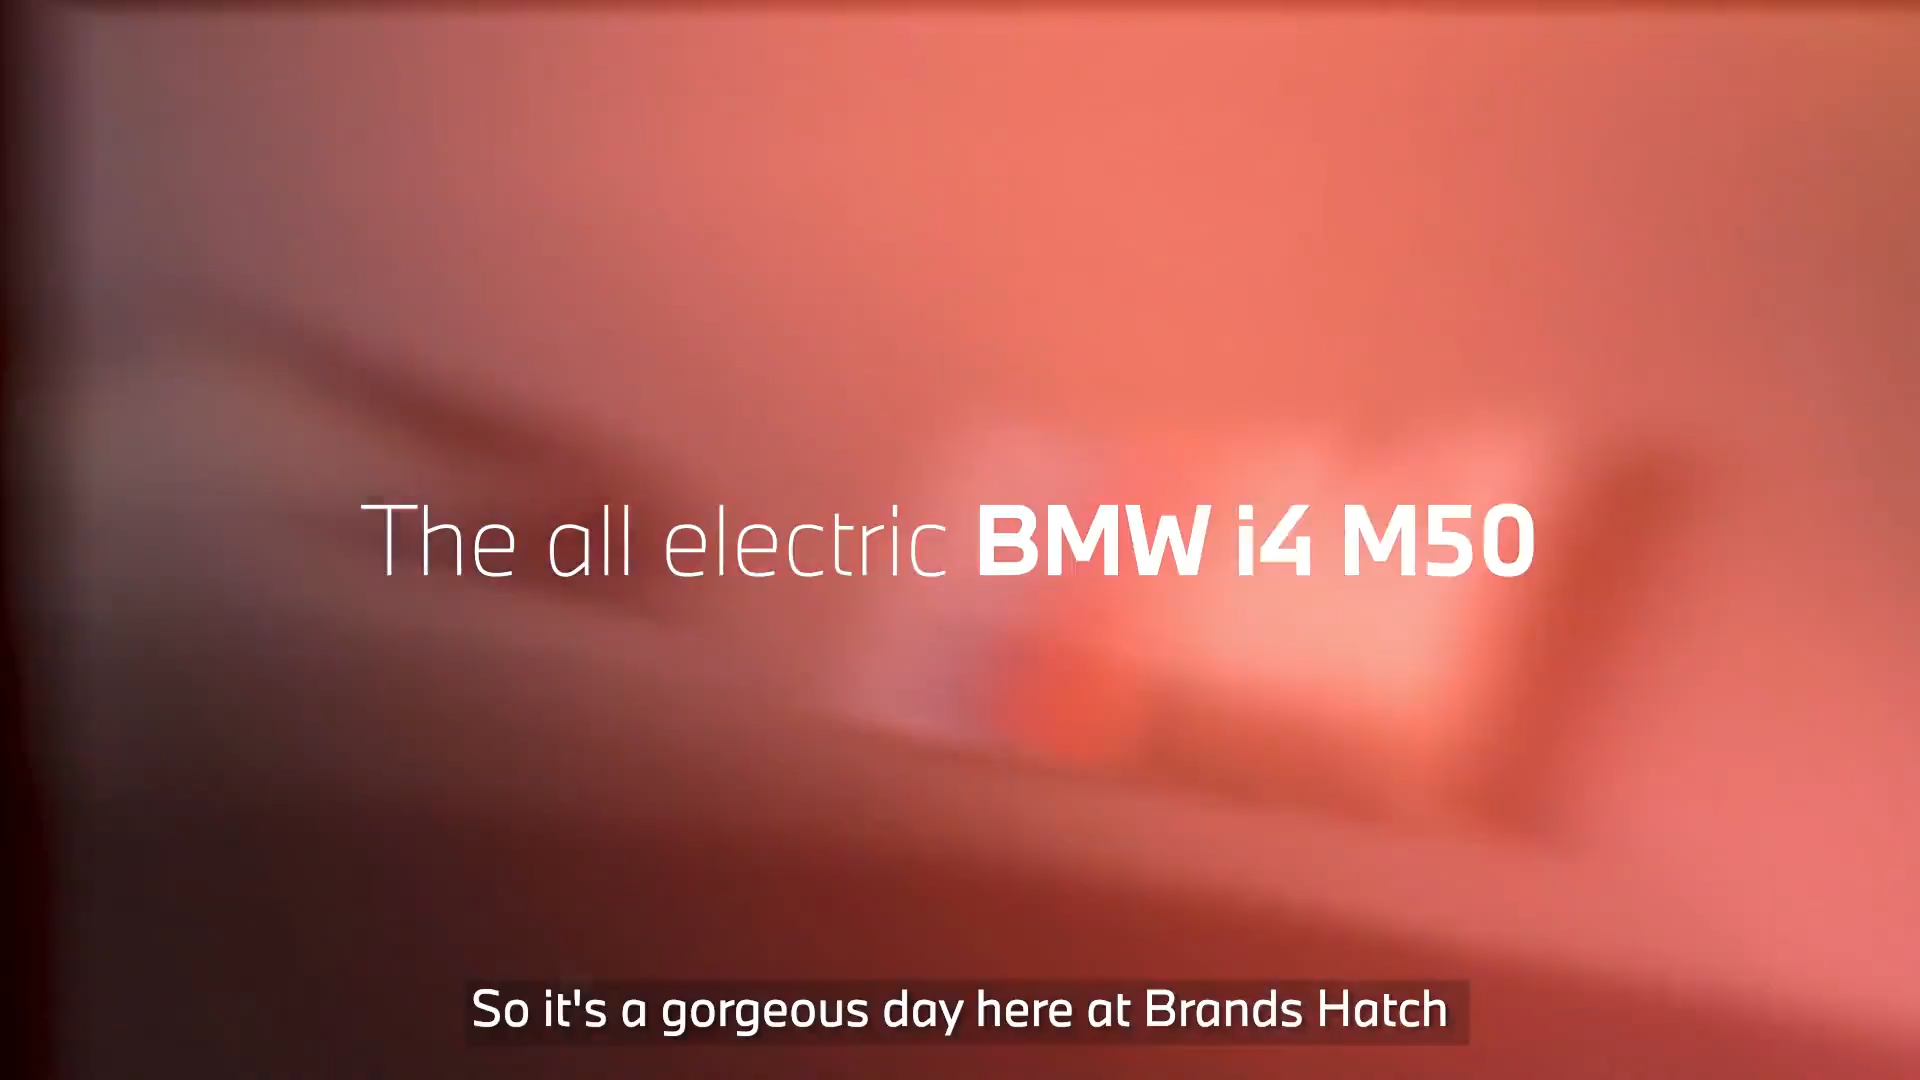 The all electric BMW i4 M50
So it's a gorgeous day here at Brands Hatch